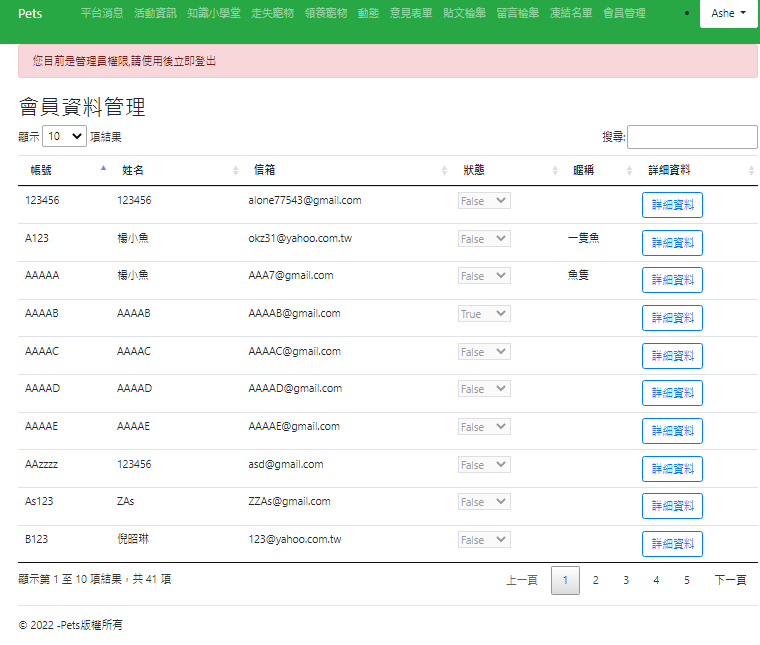 Pets 平台消息 活動資訊 知識小學堂 走失寵物 領養寵物 動態 意見表單 貼文檢舉 留言檢舉 凍結名單 會員管理 Ashe
您目前是管理員權限,請使用後立即登出
會員資料管理
顯示 10 項結果 搜尋:
帳號 姓名 信箱 狀態 暱稱 詳細資料
123456 123456 alone77543@gmail.com False 詳細資料
A123 楊小魚 okz31@yahoo.com.tw False 一隻魚 詳細資料
AAAAA 楊小魚 AAA7@gmail.com False 魚隻 詳細資料
AAAAB AAAAB AAAAB@gmail.com True 詳細資料
AAAAC AAAAC AAAAC@gmail.com False 詳細資料
AAAAD AAAAD AAAAD@gmail.com False 詳細資料
AAAAE AAAAE AAAAE@gmail.com False 詳細資料
AAzzzz 123456 asd@gmail.com False 詳細資料
As123 ZAs ZZAs@gmail.com False 詳細資料
B123 倪昭琳 123@yahoo.com.tw False 詳細資料
顯示第 1 至 10 項結果，共 41 項 上一頁 1 2 3 4 5 下一頁
© 2022 -Pets版權所有